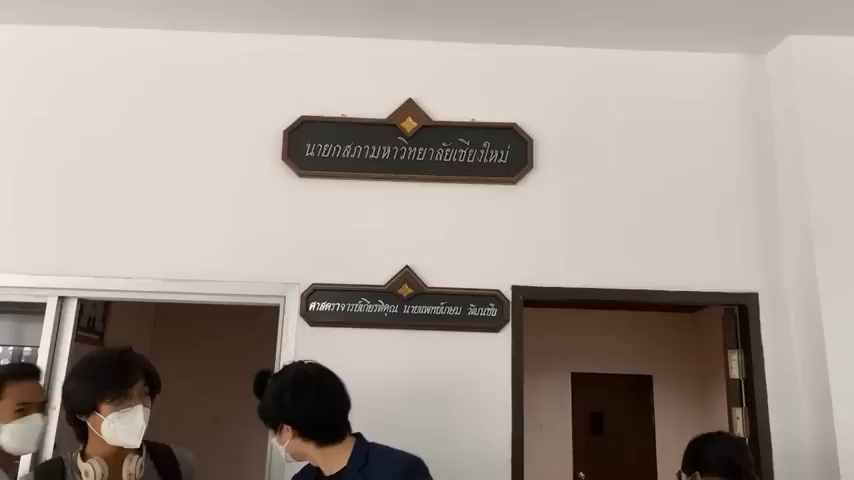 นายกสภามหาวิทยาลัยเชียงใหม่
ศาสตราจารย์เกียรติคุณ นายแพทย์เกษม วัฒนชัย